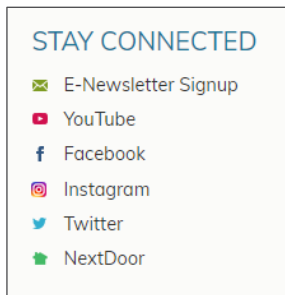 STAY CONNECTED
E-Newsletter Signup
YouTube
Facebook
Instagram
Twitter
NextDoor